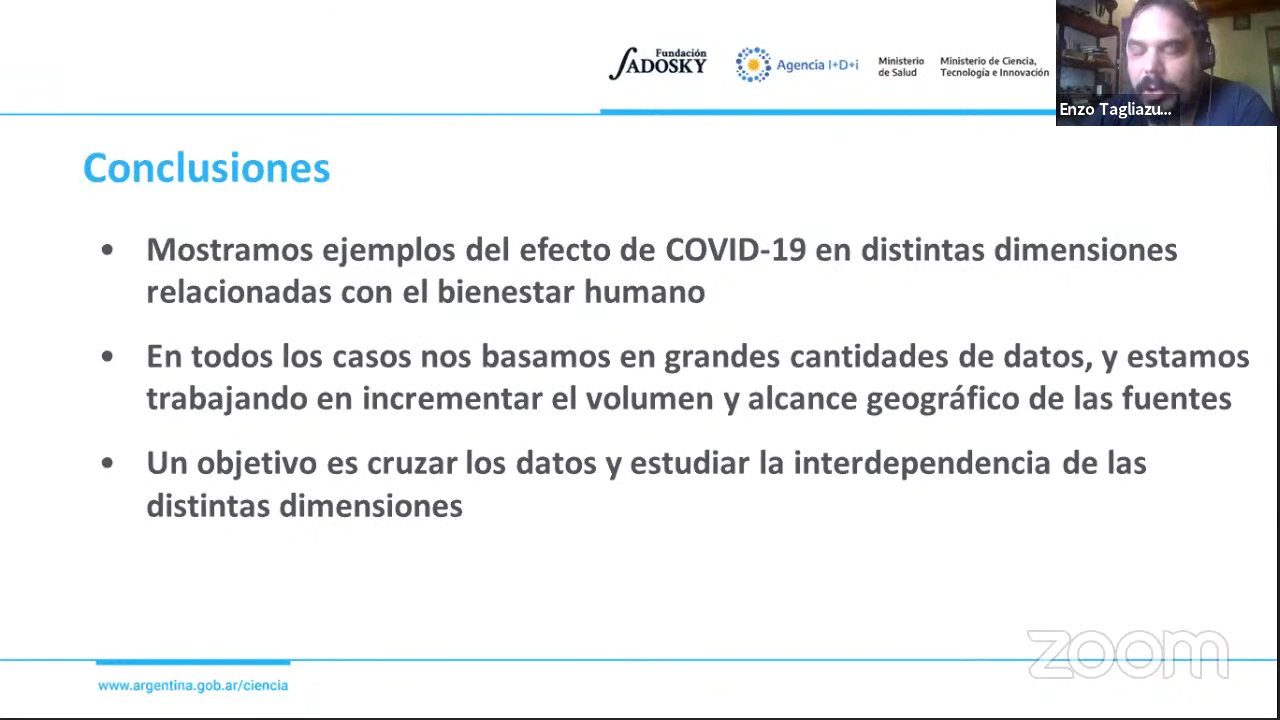 Fundación
SADOSKY
Agencia I+D+i
Ministerio
de Salud
Ministerio de Ciencia,
Tecnología e Innovación
Enzo Tagliazu...
Conclusiones
• Mostramos ejemplos del efecto de COVID-19 en distintas dimensiones
relacionadas con el bienestar humano
• En todos los casos nos basamos en grandes cantidades de datos, y estamos
trabajando en incrementar el volumen y alcance geográfico de las fuentes
• Un objetivo es cruzar los datos y estudiar la interdependencia de las
distintas dimensiones
zoom
www.argentina.gob.ar/ciencia